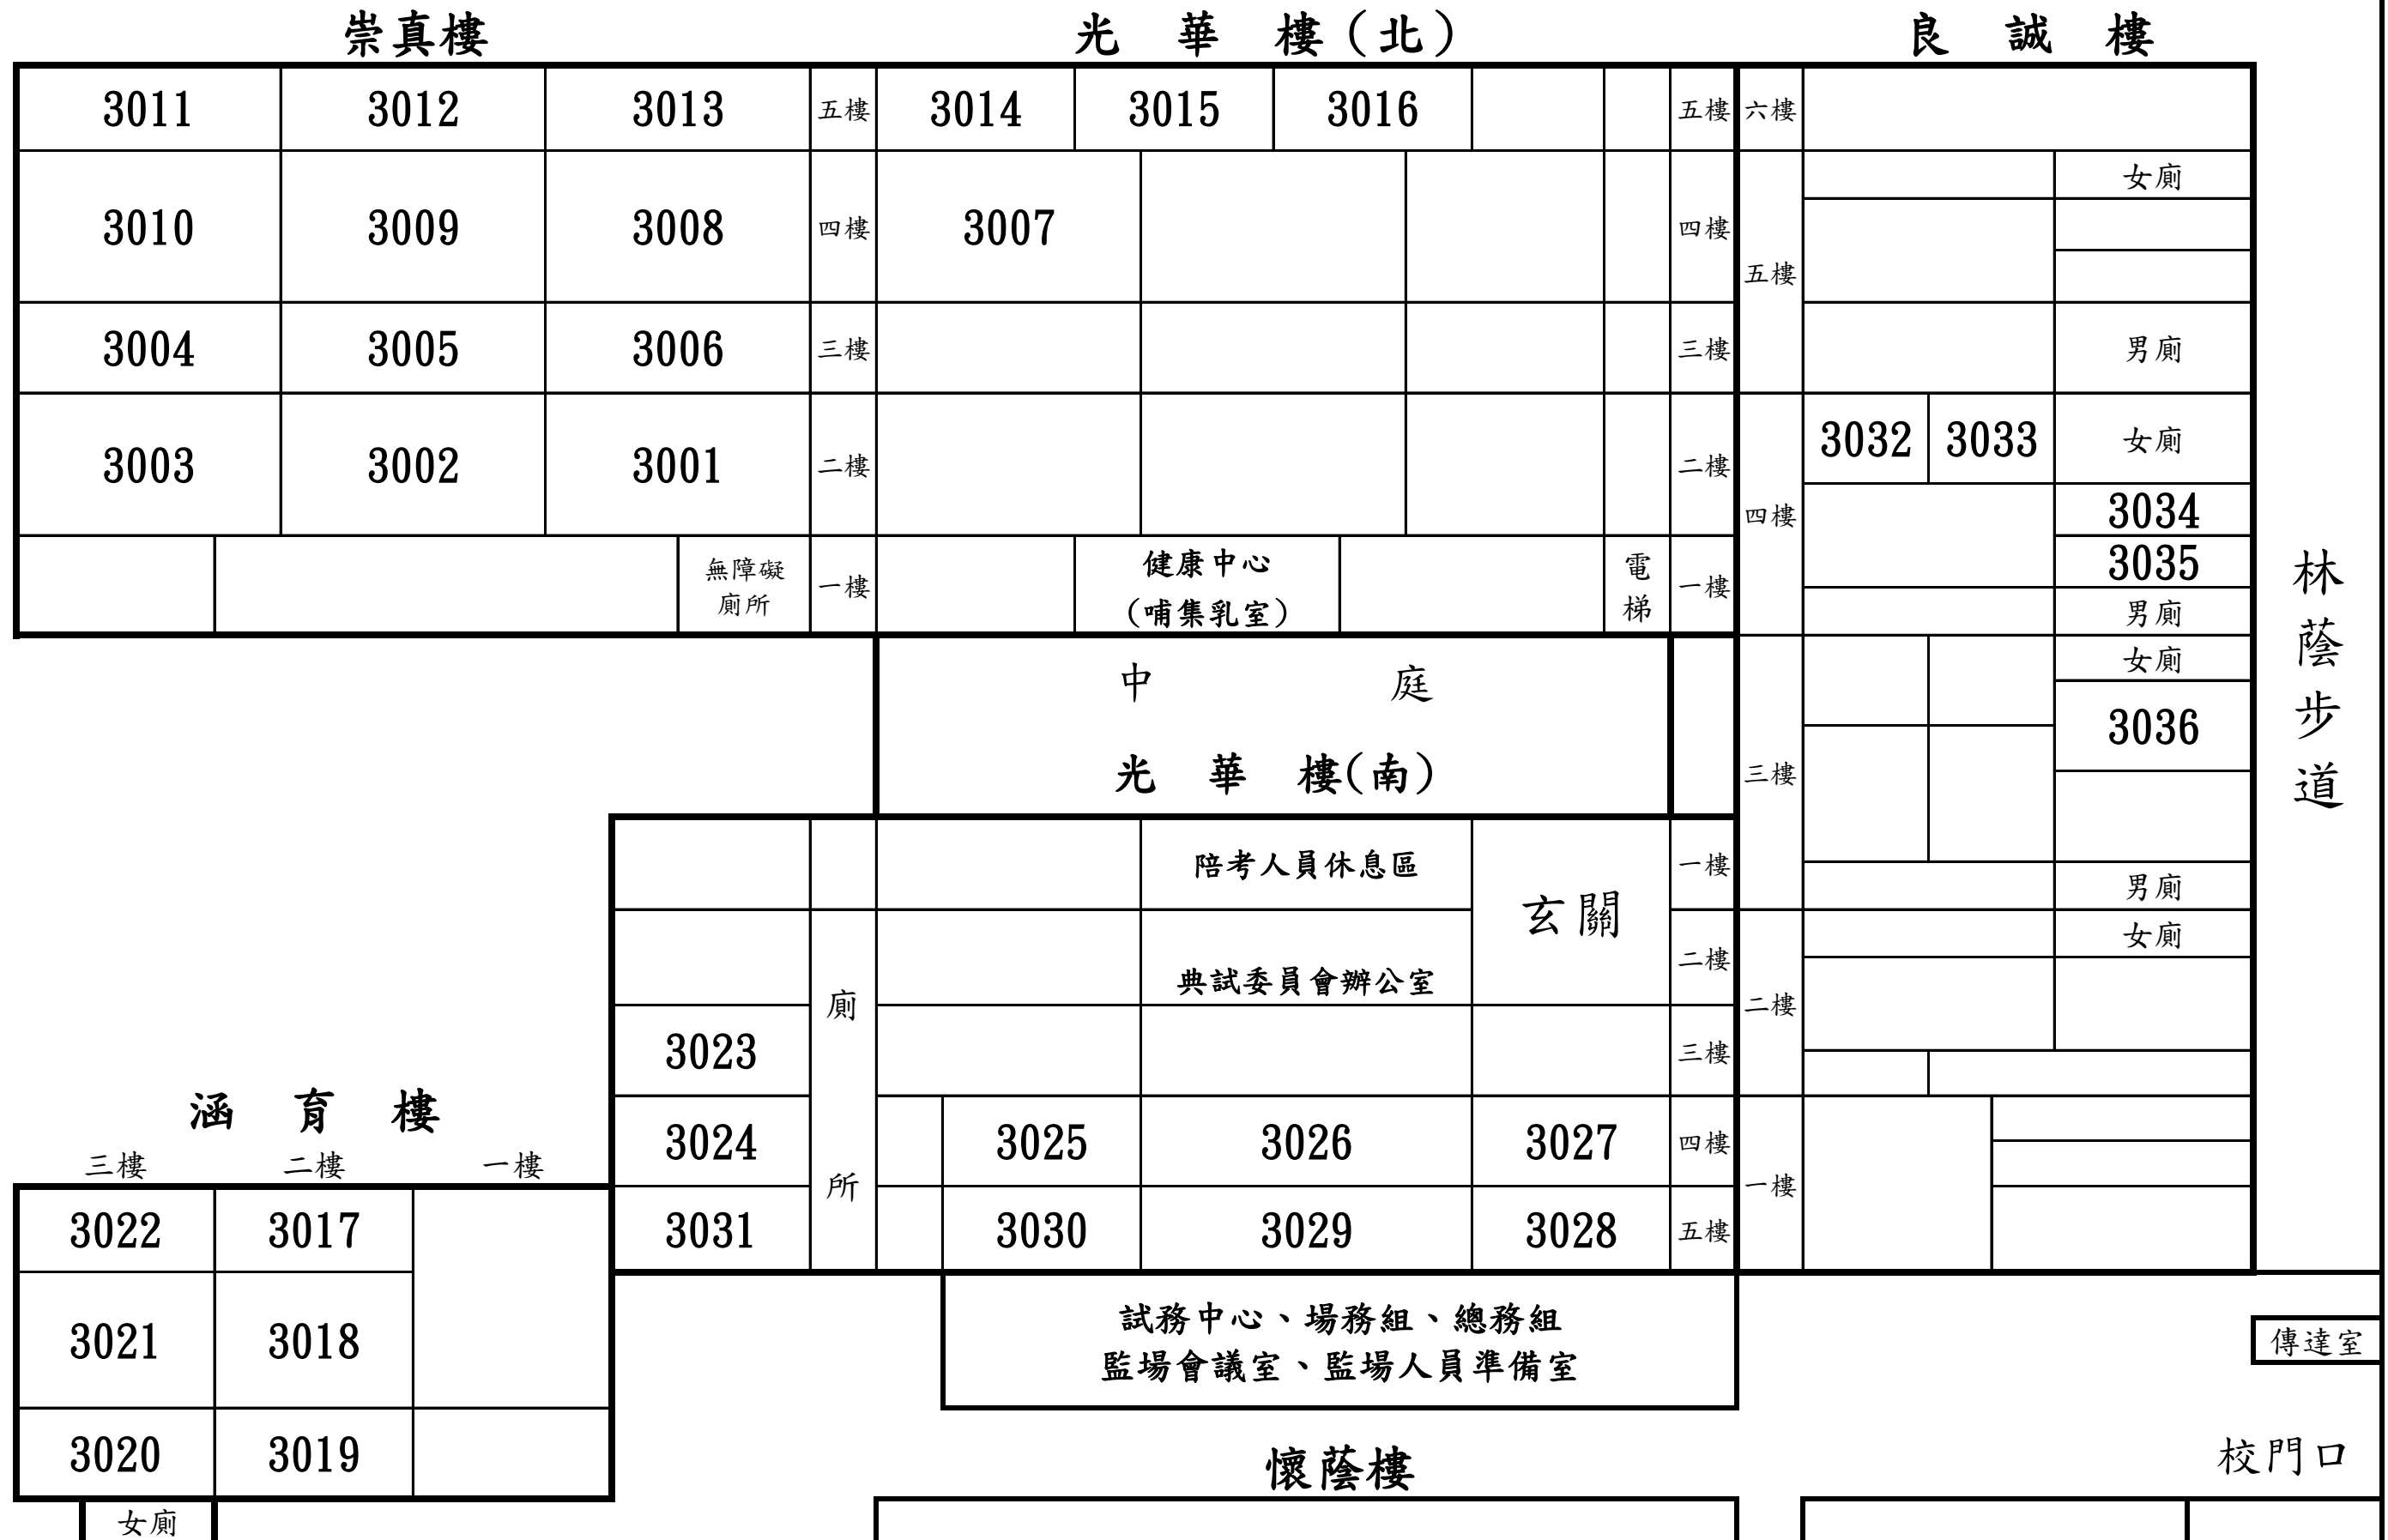 崇真樓 光 華 樓（北） 良 誠 樓
3011 3012 3013 五樓 3014 3015 3016 五樓 六樓
女廁
3010 3009 3008 四樓 3007 四樓
五樓
3004 3005 3006 三樓 三樓 男廁
3032 3033 女廁
3003 3002 3001 二樓 二樓
四樓 3034
3035
無障礙
廁所
一樓
健康中心
（哺集乳室）
電
梯
一樓
男廁
中 庭
女廁
3036
光 華 樓(南)
三樓
林
蔭
步
道
陪考人員休息區 一樓
男廁
玄關
女廁
典試委員會辦公室 二樓
二樓
廁
所
3023 三樓
3024 3025 3026 3027 四樓
一樓
3031 3030 3029 3028 五樓
涵 育 樓
三樓 二樓 一樓
3022 3017
3021 3018
3020 3019
女廁
試務中心、場務組、總務組
監場會議室、監場人員準備室
傳達室
校門口
懷蔭樓